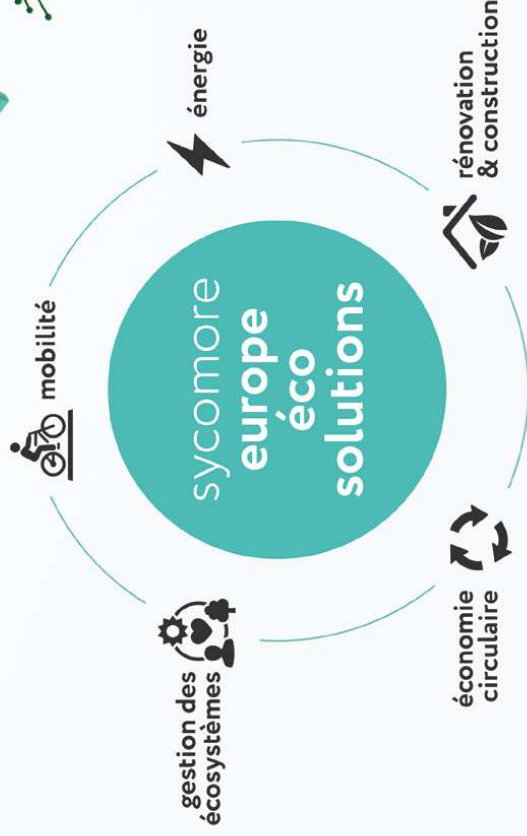 mobilité
énergie
rénovation
& construction
économie
circulaire
gestion des
écosystèmes
sycomore
europe
éco
solutions